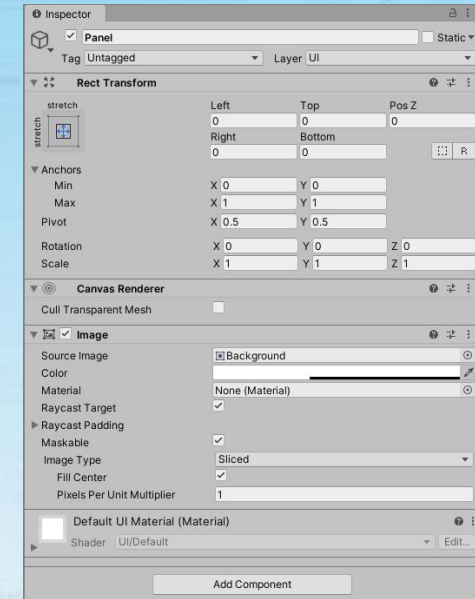 Inspector
Panel Static
Tag Untagged Layer UI
Rect Transform
stretch Left Top Pos Z
stretch 0 0 0
Right Bottom
0 0 R
Anchors
Min X 0 Y 0
Max X 1 Y 1
Pivot X 0.5 Y 0.5
Rotation X 0 Y 0 Z 0
Scale X 1 Y 1 Z 1
Canvas Renderer
Cull Transparent Mesh
Image
Source Image Background
Color
Material None (Material)
Raycast Target
Raycast Padding
Maskable
Image Type Sliced
Fill Center
Pixels Per Unit Multiplier 1
Default UI Material (Material)
Shader UI/Default Edit...
Add Component